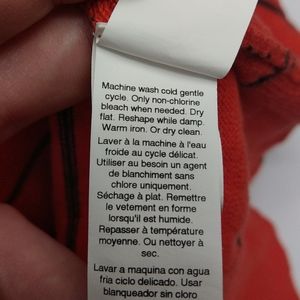 Machine wash cold gentle
cycle. Only non-chlorine
bleach when needed. Dry
flat. Reshape while damp.
Warm iron. Or dry clean.
Laver à la machine à l'eau
froide au cycle délicat.
Utiliser au besoin un agent
de blanchiment sans
chlore uniquement.
Séchage à plat. Remettre
le vetement en forme
lorsqu'il est humide.
Repasser à température
moyenne. Ou nettoyer à
sec.
Lavar a maquina con agua
fria ciclo delicado. Usar
blanqueador sin cloro